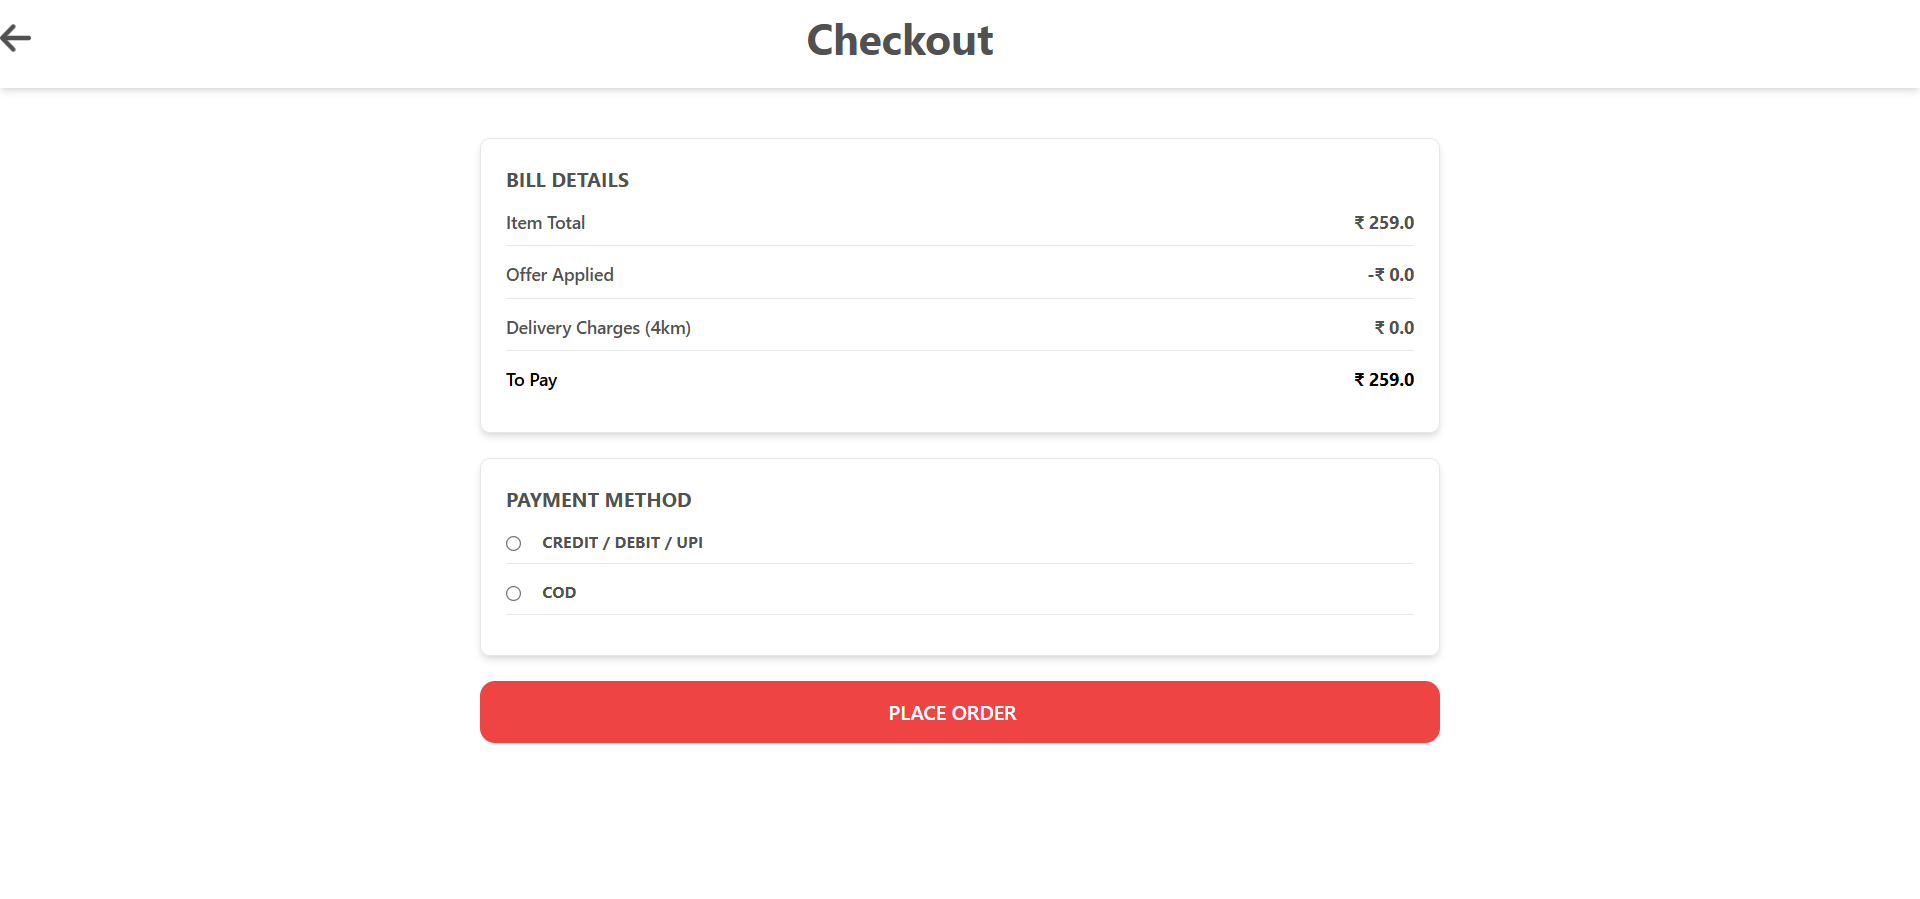 Checkout
BILL DETAILS
Item Total ₹ 259.0
Offer Applied -₹ 0.0
Delivery Charges (4km) ₹ 0.0
To Pay ₹ 259.0
PAYMENT METHOD
CREDIT / DEBIT / UPI
COD
PLACE ORDER